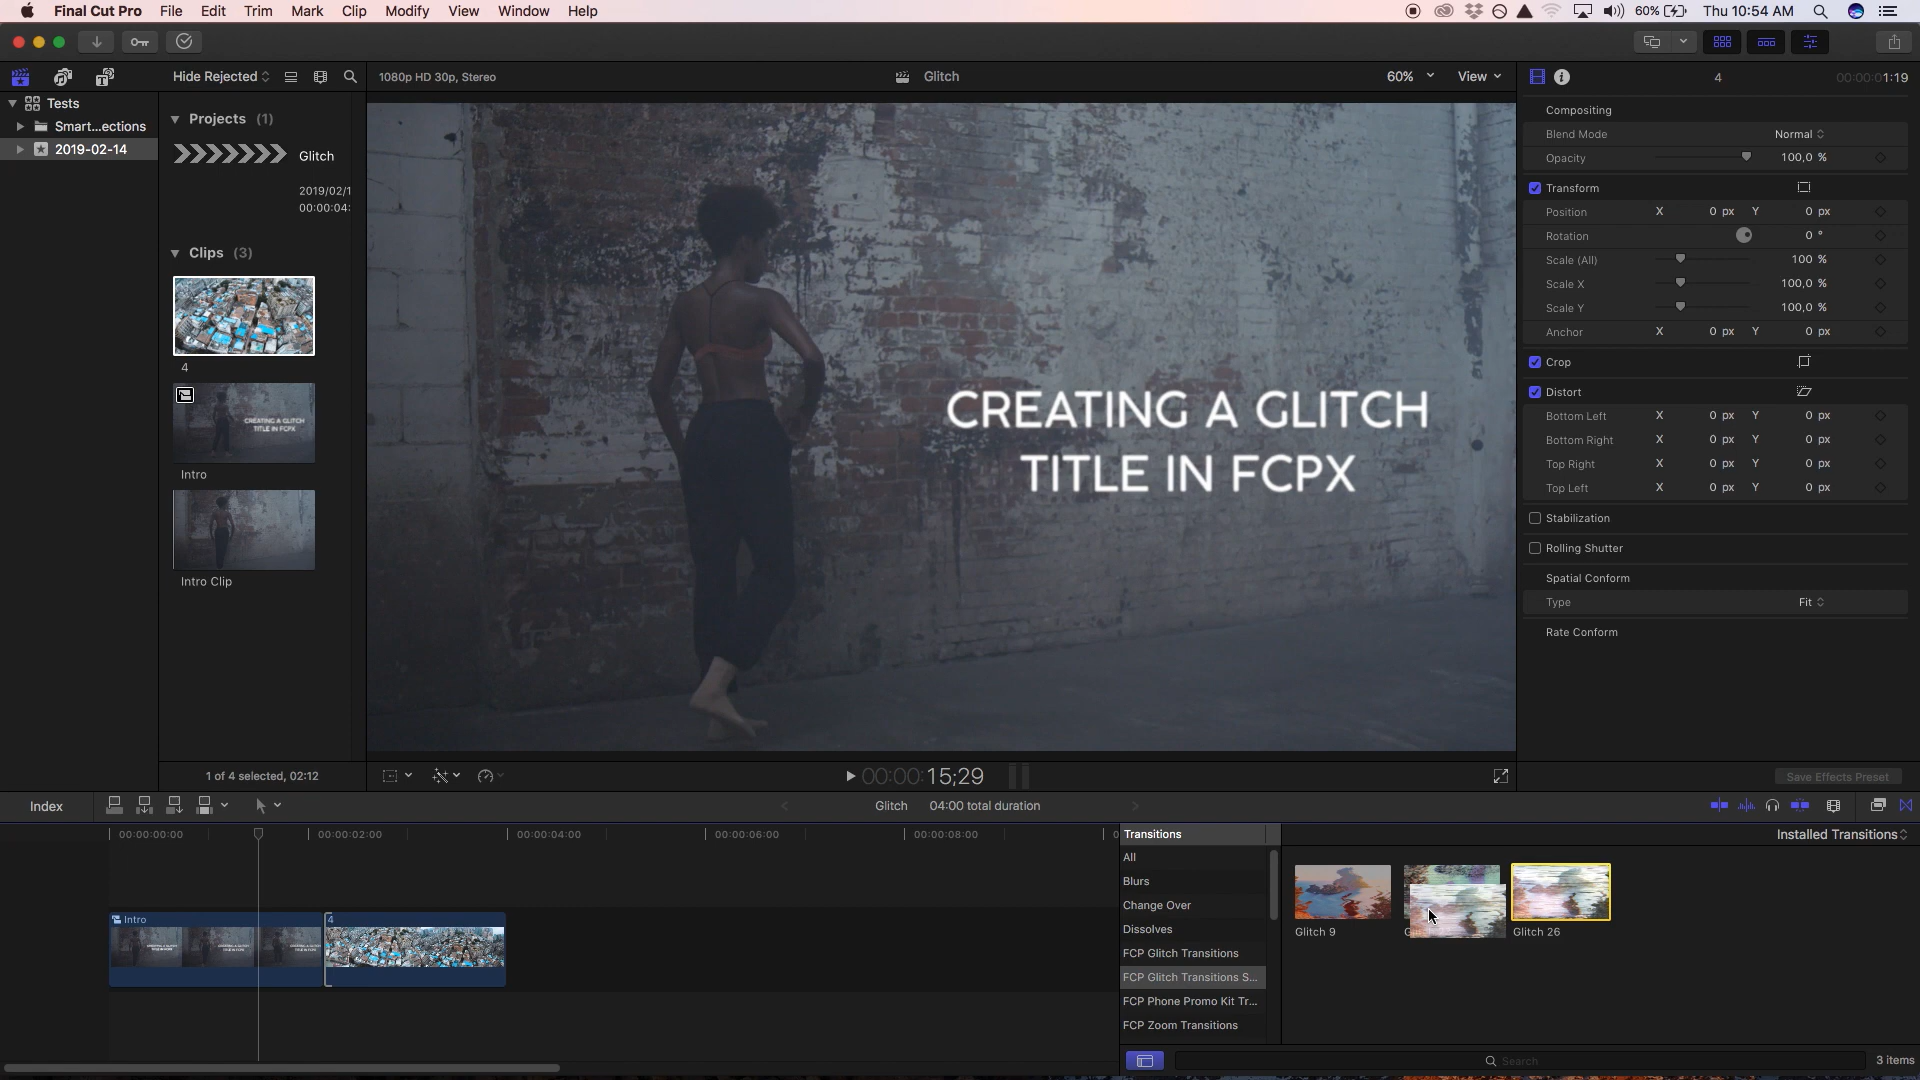 Final Cut Pro File Edit Trim Mark Clip Modify View Window Help
60% Thu 10:54 AM
Hide Rejected
1080p HD 30p, Stereo
Glitch
60% View
4
00:00:01:19
Tests
Smart...ections
2019-02-14
Projects (1)
Glitch
2019/02/1
00:00:04:
Clips (3)
4
CREATING A GLITCH
TITLE IN FCPX
Intro
Intro Clip
1 of 4 selected, 02:12
CREATING A GLITCH
TITLE IN FCPX
00:00:15;29
Compositing
Blend Mode Normal
Opacity 100,0 %
Transform
Position X 0 px Y 0 px
Rotation 0 °
Scale (All) 100 %
Scale X 100,0 %
Scale Y 100,0 %
Anchor X 0 px Y 0 px
Crop
Distort
Bottom Left X 0 px Y 0 px
Bottom Right X 0 px Y 0 px
Top Right X 0 px Y 0 px
Top Left X 0 px Y 0 px
Stabilization
Rolling Shutter
Spatial Conform
Type Fit
Rate Conform
Save Effects Preset
Index
Glitch 04:00 total duration
00:00:00:00 00:00:02:00 00:00:04:00 00:00:06:00 00:00:08:00 0
Intro
4
Transitions
All
Blurs
Change Over
Dissolves
FCP Glitch Transitions
FCP Glitch Transitions S...
FCP Phone Promo Kit Tr...
FCP Zoom Transitions
Installed Transitions
Glitch 9
Glitch 26
Search
3 items